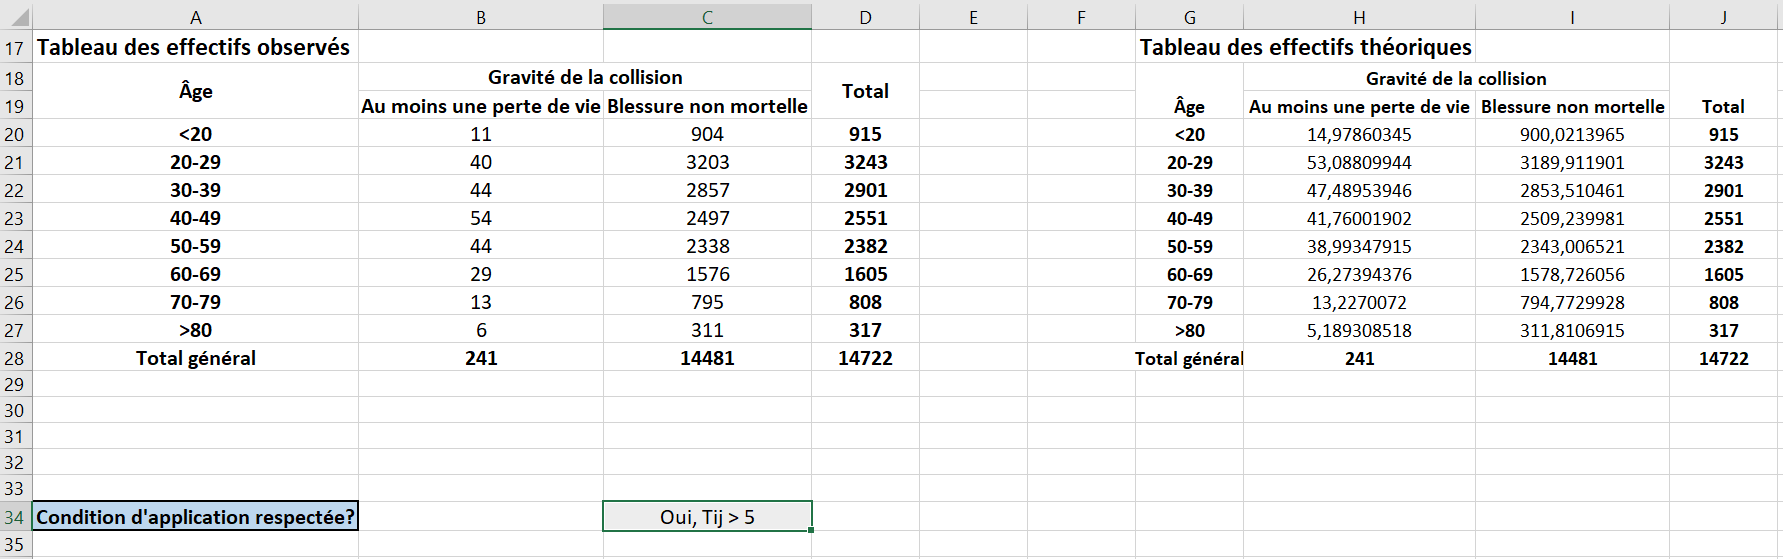 A B C D E F G H I J
17 Tableau des effectifs observés Tableau des effectifs théoriques
18 Âge Gravité de la collision Total Gravité de la collision
19 Au moins une perte de vie Blessure non mortelle Âge Au moins une perte de vie Blessure non mortelle Total
20 <20 11 904 915 <20 14,97860345 900,0213965 915
21 20-29 40 3203 3243 20-29 53,08809944 3189,911901 3243
22 30-39 44 2857 2901 30-39 47,48953946 2853,510461 2901
23 40-49 54 2497 2551 40-49 41,76001902 2509,239981 2551
24 50-59 44 2338 2382 50-59 38,99347915 2343,006521 2382
25 60-69 29 1576 1605 60-69 26,27394376 1578,726056 1605
26 70-79 13 795 808 70-79 13,2270072 794,7729928 808
27 >80 6 311 317 >80 5,189308518 311,8106915 317
28 Total général 241 14481 14722 Total général 241 14481 14722
29
30
31
32
33
34 Condition d'application respectée? Oui, Tij > 5
35